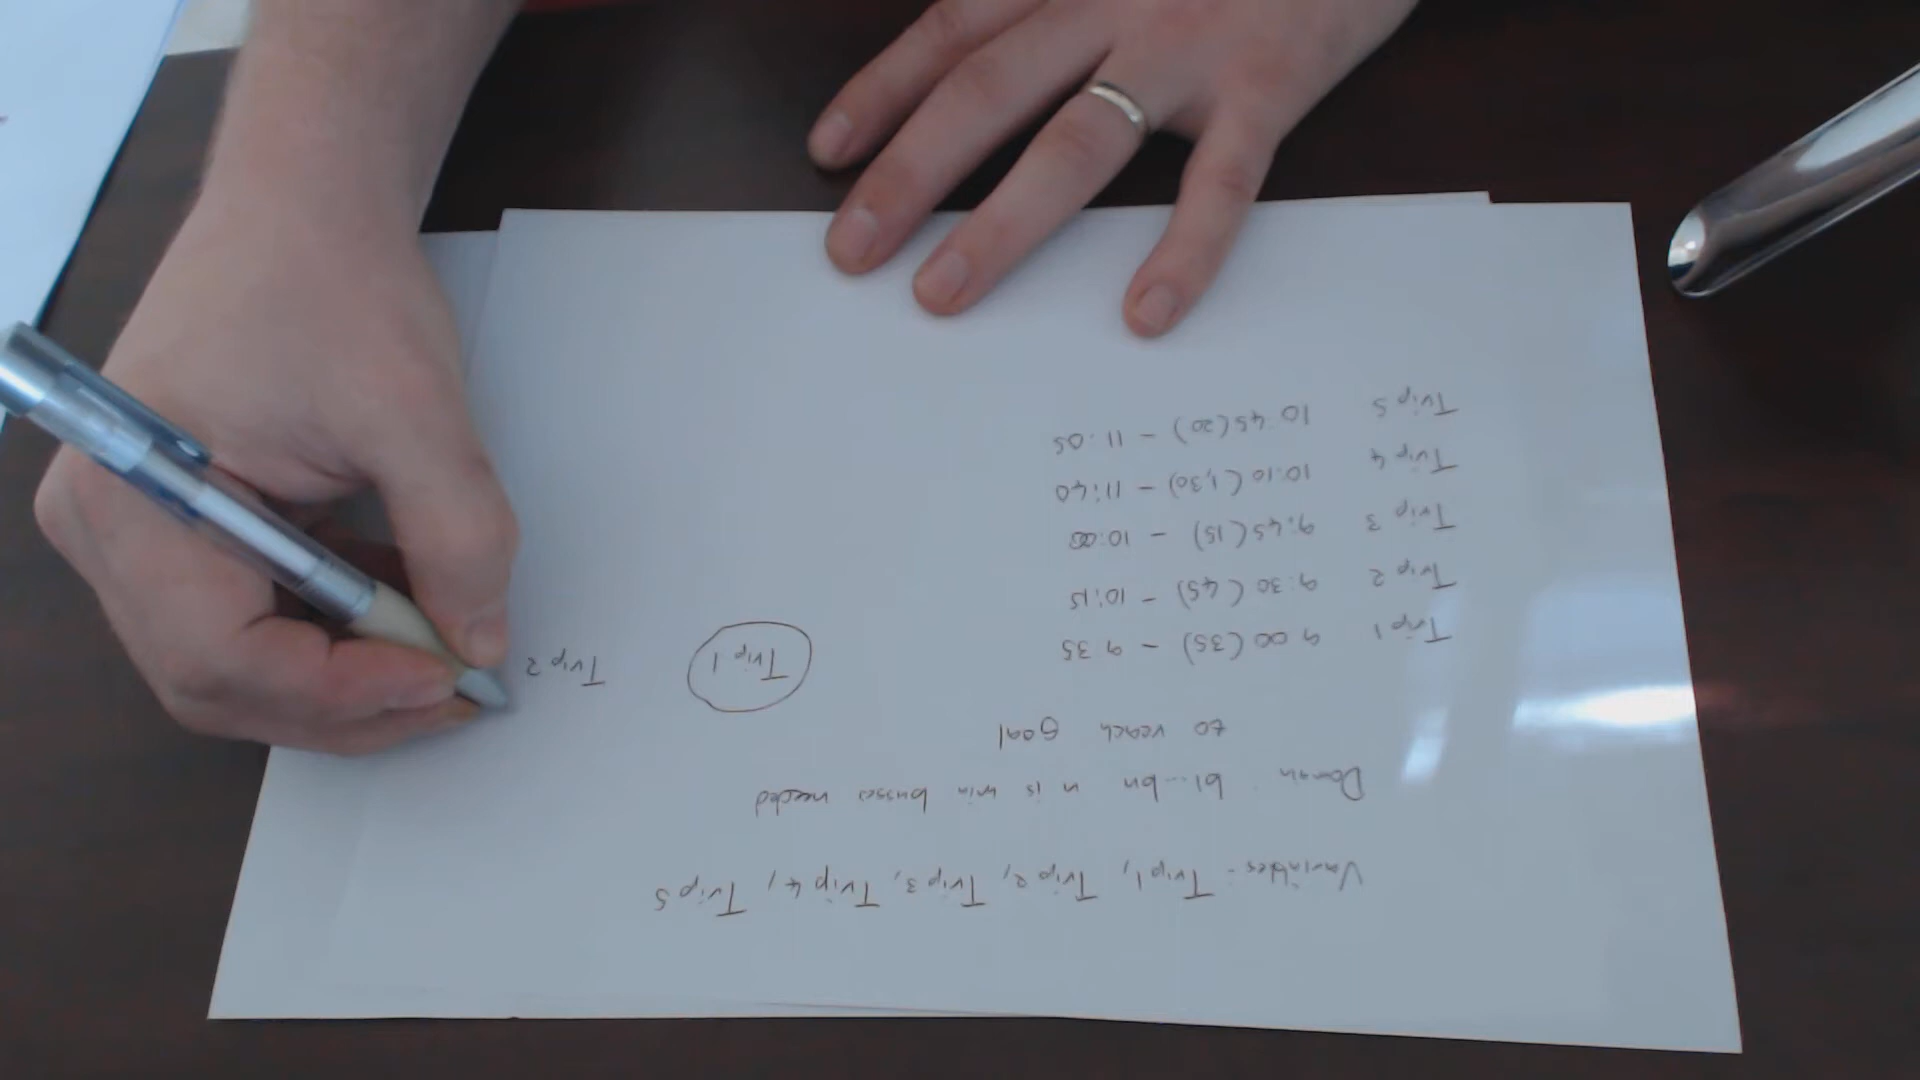 Variables - Trip1, Trip 2, Trip 3, Trip 4, Trip 5
Domain b1...bn n is min busses needed
to reach goal
Trip 1 9 00 (35) - 9 35
Trip 2 9:30 (45) - 10:15
Trip 3 9:45 (15) - 10:00
Trip 4 10:10 (1,30) - 11:40
Trip 5 10:45 (20) - 11:05
Trip 1 Trip 2